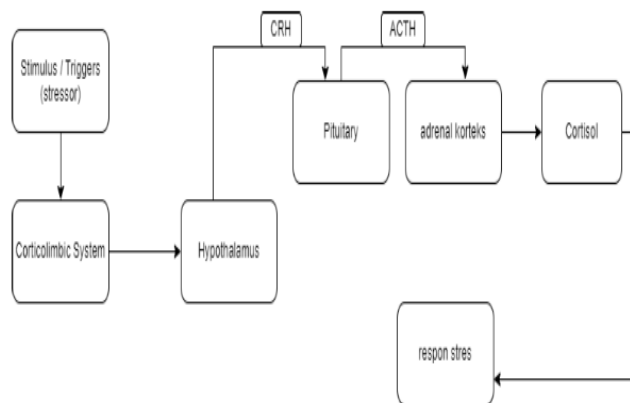 CRH
ACTH
Stimulus / Triggers
(stressor)
Pituitary
adrenal korteks
Cortisol
Corticolimbic System
Hypothalamus
respon stres